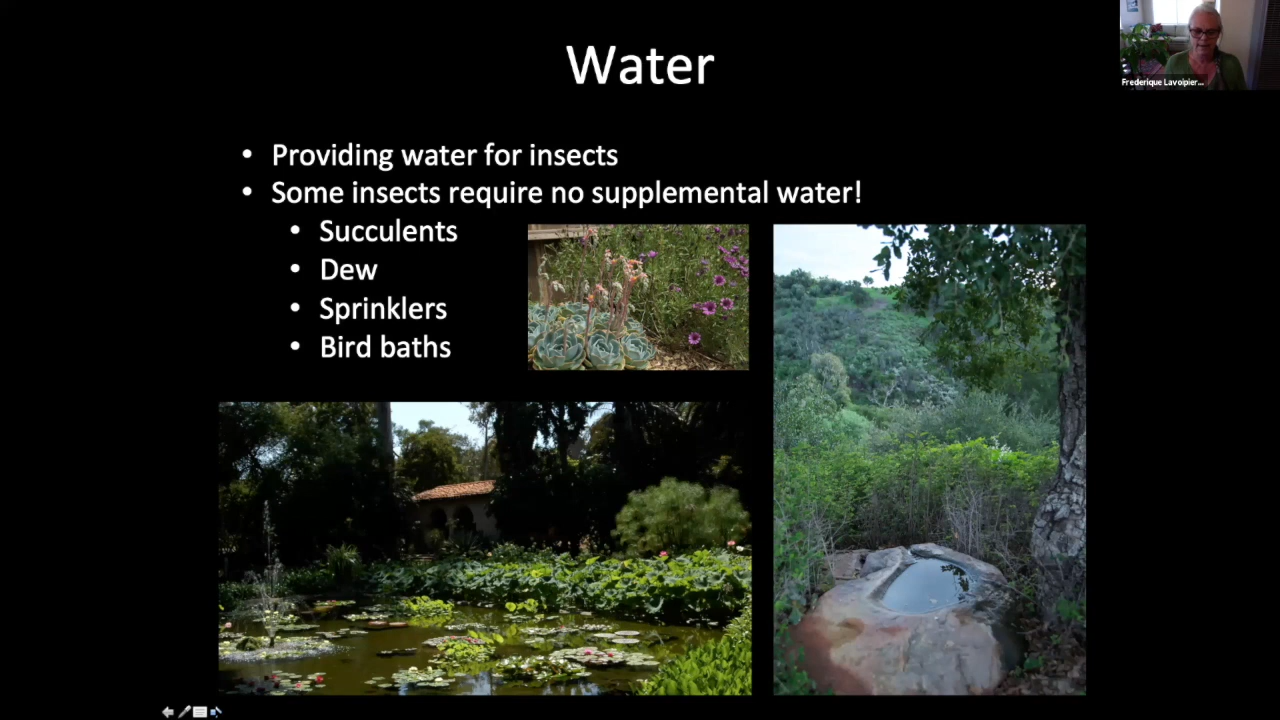 Water
Frederique Lavoipier...
• Providing water for insects
• Some insects require no supplemental water!
• Succulents
• Dew
• Sprinklers
• Bird baths